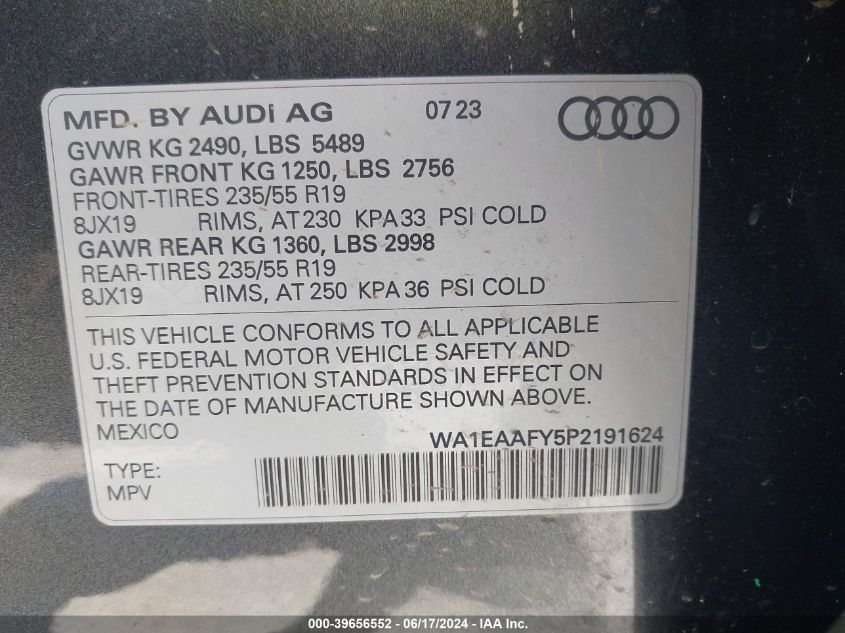 MFD. BY AUDI AG 07 23
GVWR KG 2490, LBS 5489
GAWR FRONT KG 1250, LBS 2756
FRONT-TIRES 235/55 R19
8JX19 RIMS, AT 230 KPA 33 PSI COLD
GAWR REAR KG 1360, LBS 2998
REAR-TIRES 235/55 R19
8JX19 RIMS, AT 250 KPA 36 PSI COLD
THIS VEHICLE CONFORMS TO ALL APPLICABLE
U.S. FEDERAL MOTOR VEHICLE SAFETY AND
THEFT PREVENTION STANDARDS IN EFFECT ON
THE DATE OF MANUFACTURE SHOWN ABOVE.
MEXICO
WA1EAAFY5P2191624
TYPE:
MPV
000-39656552 - 06/17/2024 - IAA Inc.